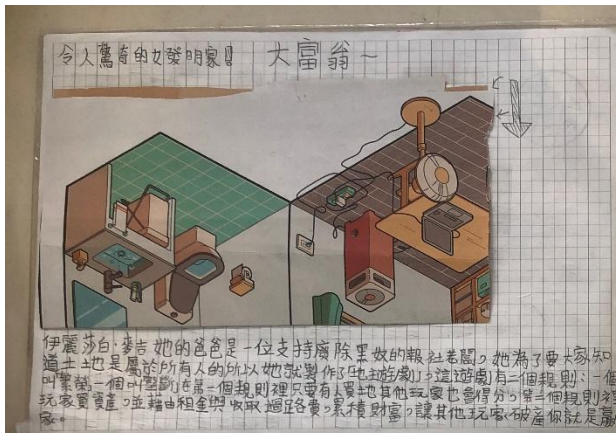 令人驚奇的女發明家!! 大富翁~
伊麗莎白·麥吉她的爸爸是一位支持廢除黑奴的報社老闆,她為了要大家知
道土地是屬於所有人的,所以她就製作了「地主遊戲」。這遊戲有二個規則:一個
叫繁榮,一個叫壟斷,在第一個規則裡只要有人買地其他玩家也會得分。第二個規則裡
玩家買資產,並藉由租金與收取過路費,累積財富,讓其他玩家破產你就是贏
家。